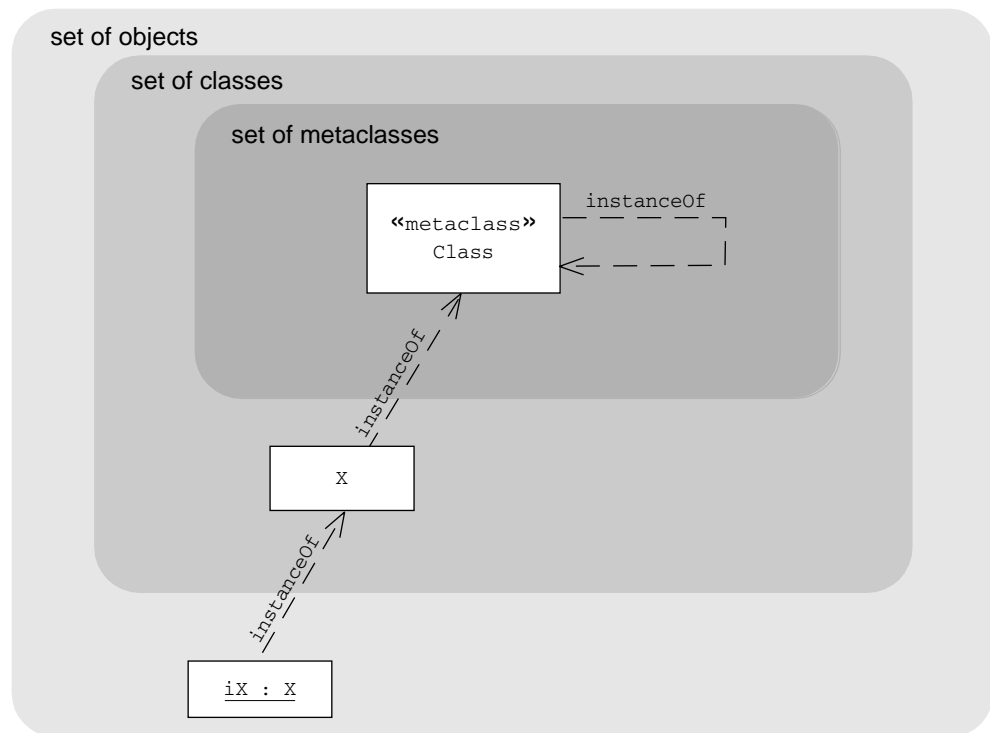 set of objects
set of classes
set of metaclasses
«metaclass»
Class
instanceOf
instanceOf
X
instanceOf
iX : X